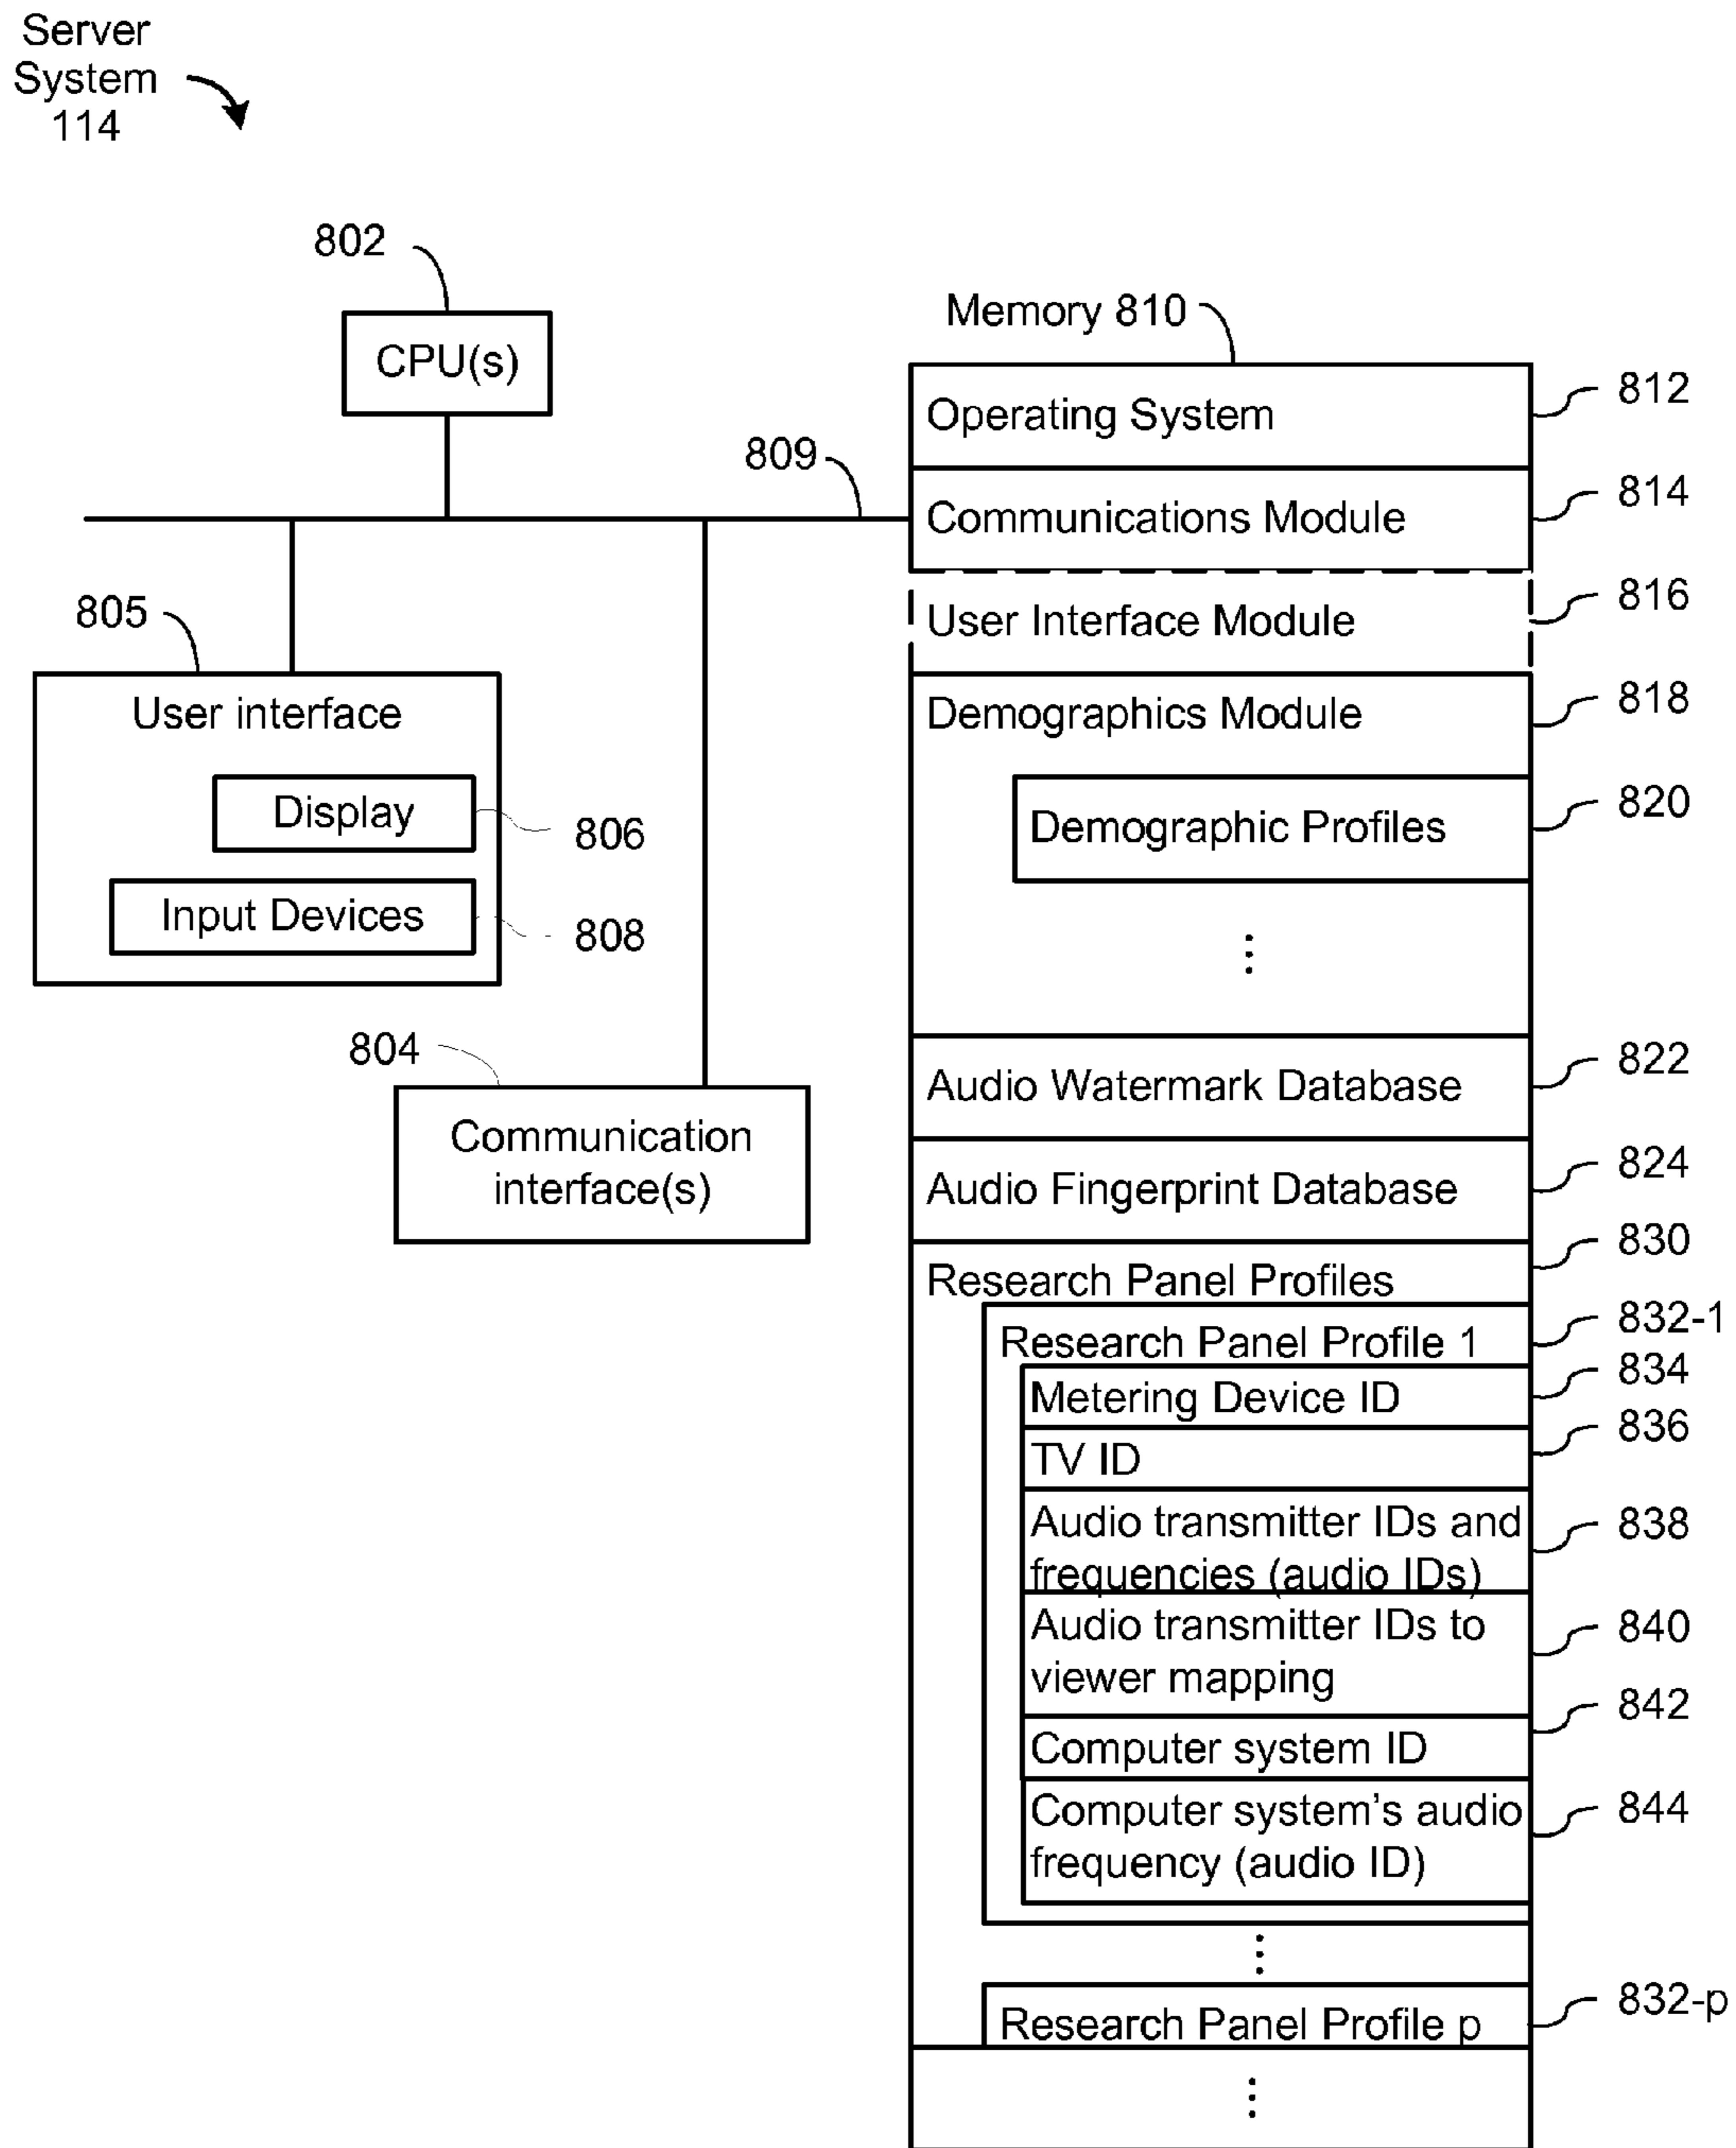 Server
System
114
802
CPU(s)
809
805
User interface
Display
806
Input Devices
808
804
Communication
interface(s)
Memory 810
Operating System
812
Communications Module
814
User Interface Module
816
Demographics Module
818
Demographic Profiles
820
Audio Watermark Database
822
Audio Fingerprint Database
824
Research Panel Profiles
830
Research Panel Profile 1
832-1
Metering Device ID
834
TV ID
836
Audio transmitter IDs and
frequencies (audio IDs)
838
Audio transmitter IDs to
viewer mapping
840
Computer system ID
842
Computer system's audio
frequency (audio ID)
844
Research Panel Profile p
832-p